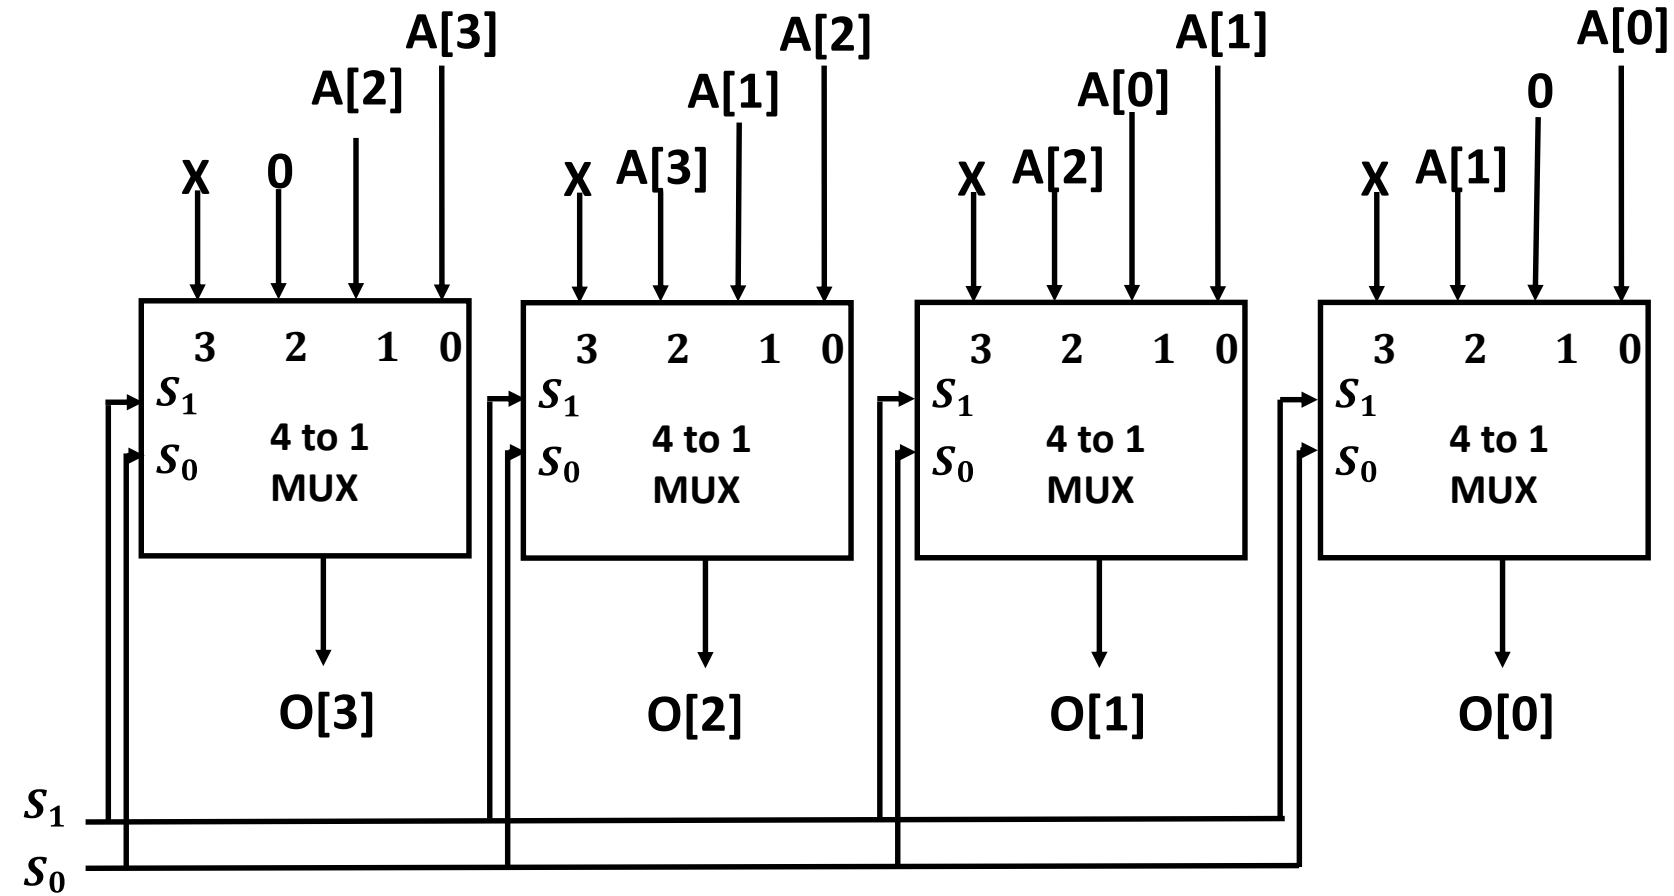 A[3] A[2] A[1] A[0]
A[2] A[1] A[0] 0
X 0 X A[3] X A[2] X A[1]
3 2 1 0 3 2 1 0 3 2 1 0 3 2 1 0
S₁ S₁ S₁ S₁
4 to 1 4 to 1 4 to 1 4 to 1
S₀ S₀ S₀ S₀
MUX MUX MUX MUX
O[3] O[2] O[1] O[0]
S₁
S₀